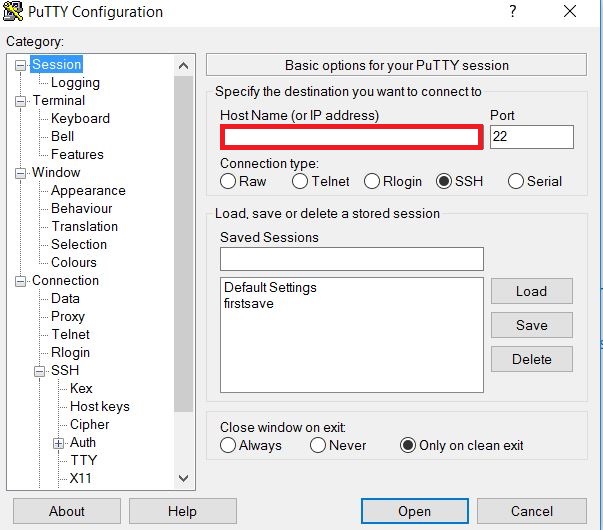 PuTTY Configuration ? ×
Category:
Session
Logging
Terminal
Keyboard
Bell
Features
Window
Appearance
Behaviour
Translation
Selection
Colours
Connection
Data
Proxy
Telnet
Rlogin
SSH
Kex
Host keys
Cipher
Auth
TTY
X11
Basic options for your PuTTY session
Specify the destination you want to connect to
Host Name (or IP address) Port
22
Connection type:
Raw Telnet Rlogin SSH Serial
Load, save or delete a stored session
Saved Sessions
Default Settings
firstsave
Load
Save
Delete
Close window on exit:
Always Never Only on clean exit
About Help Open Cancel